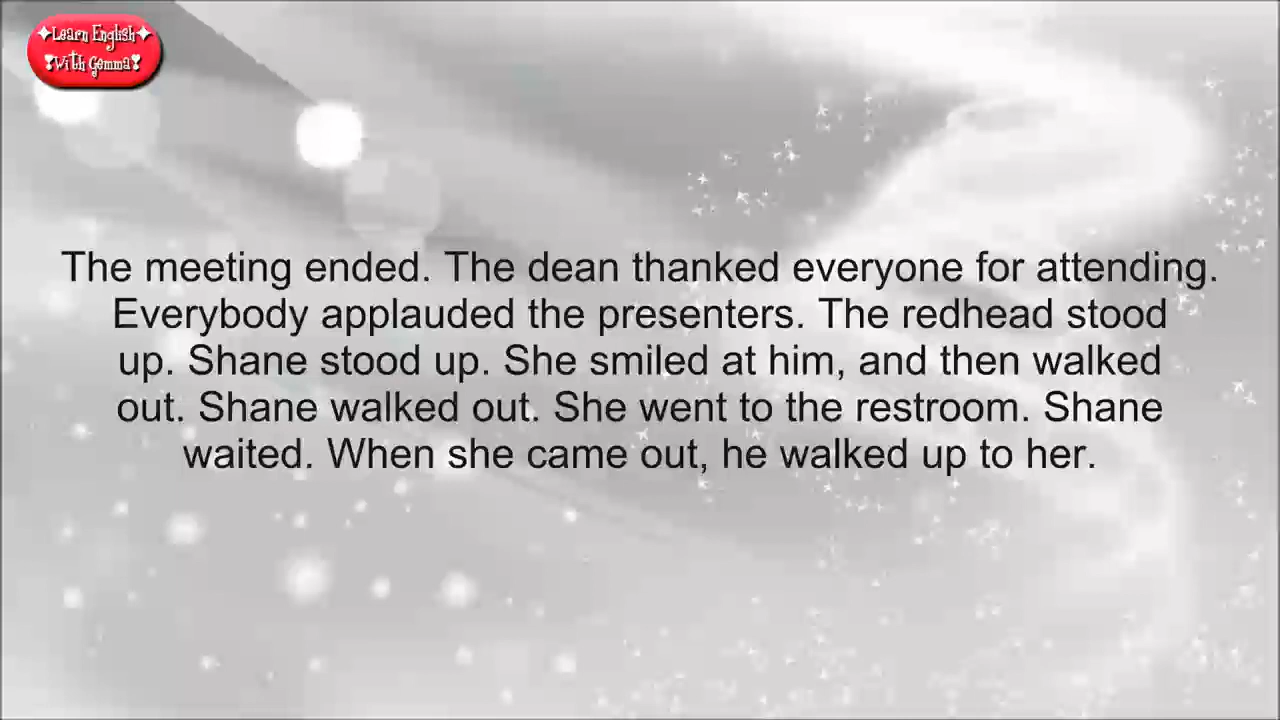 ✦Learn English✦
❣With Gemma❣
The meeting ended. The dean thanked everyone for attending.
Everybody applauded the presenters. The redhead stood
up. Shane stood up. She smiled at him, and then walked
out. Shane walked out. She went to the restroom. Shane
waited. When she came out, he walked up to her.